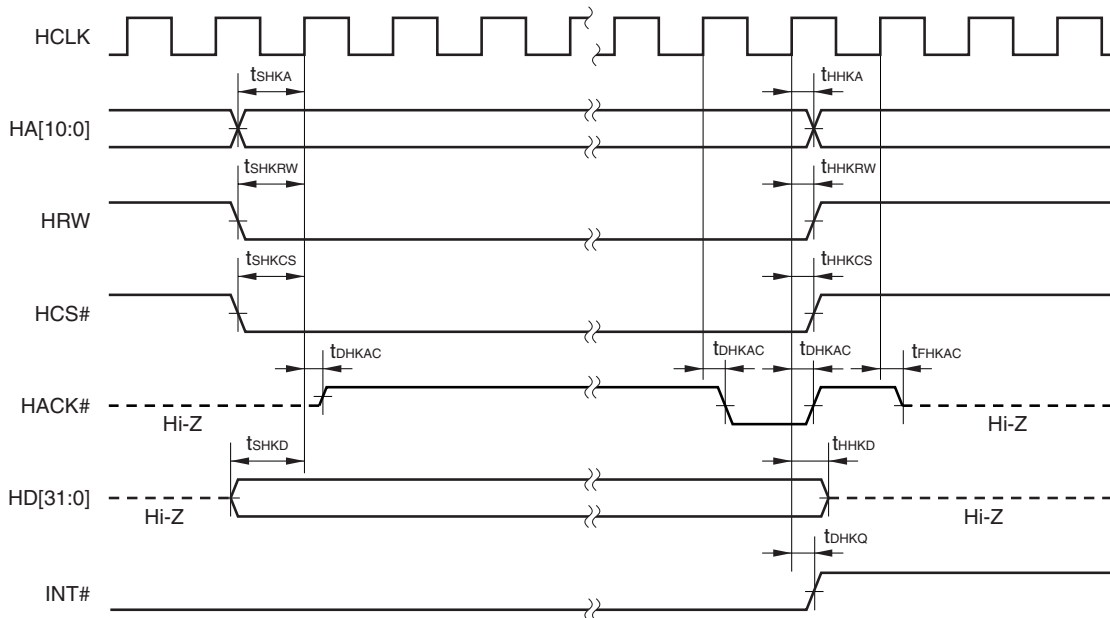 HCLK
tSHKA tHHKA
HA[10:0]
tSHKRW tHHKRW
HRW
tSHKCS tHHKCS
HCS#
tDHKAC tDHKAC tDHKAC tFHKAC
HACK#
Hi-Z Hi-Z
tSHKD tHHKD
HD[31:0]
Hi-Z Hi-Z
tDHKQ
INT#